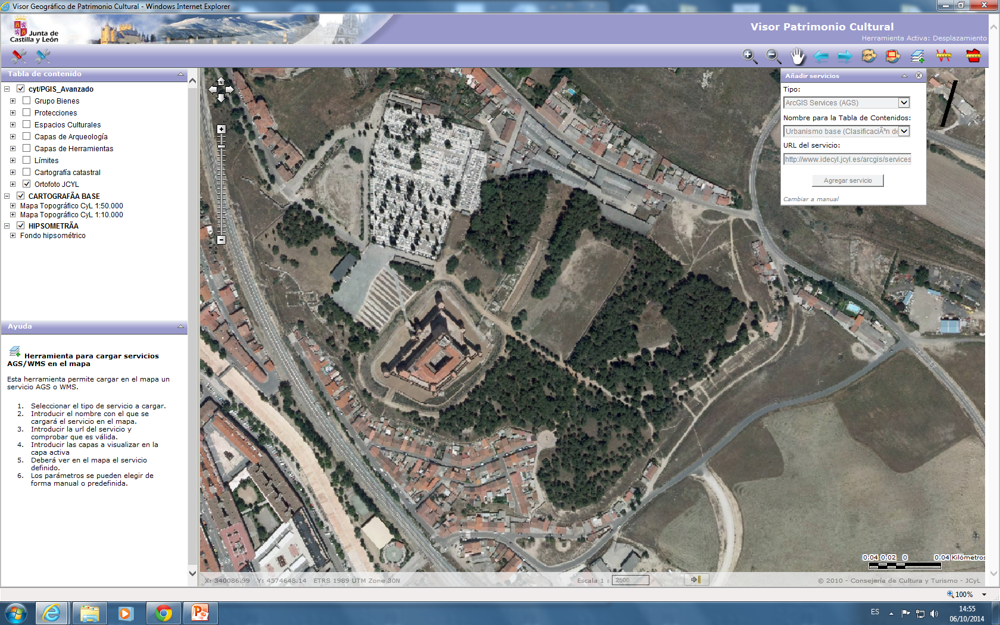 Visor Geográfico de Patrimonio Cultural - Windows Internet Explorer
Junta de
Castilla y León
Visor Patrimonio Cultural
Herramienta Activa: Desplazamiento
JCYL
Tabla de contenido
cyt/PGIS_Avanzado
Grupo Bienes
Protecciones
Espacios Culturales
Capas de Arqueología
Capas de Herramientas
Límites
Cartografía catastral
Ortofoto JCYL
CARTOGRAFÃA BASE
Mapa Topográfico CyL 1:50.000
Mapa Topográfico CyL 1:10.000
HIPSOMETRÃA
Fondo hipsométrico
Ayuda
Herramienta para cargar servicios
AGS/WMS en el mapa
Esta herramienta permite cargar en el mapa un
servicio AGS o WMS.
1. Seleccionar el tipo de servicio a cargar.
2. Introducir el nombre con el que se
cargará el servicio en el mapa.
3. Introducir la url del servicio y
comprobar que es válida.
4. Introducir las capas a visualizar en la
capa activa
5. Deberá ver en el mapa el servicio
definido.
6. Los parámetros se pueden elegir de
forma manual o predefinida.
N
Añadir servicios
Tipo:
ArcGIS Services (AGS)
Nombre para la Tabla de Contenidos:
Urbanismo base (ClasificaciÃ³n de
URL del servicio:
http://www.idecyl.jcyl.es/arcgis/services
Agregar servicio
Cambiar a manual
0.04 0.02 0 0.04 Kilómetros
X: 340086.99 Y: 4574648.14 ETRS 1989 UTM Zone 30N
Escala 1 : 2500
© 2010 - Consejería de Cultura y Turismo - JCyL
100%
ES
14:55
06/10/2014